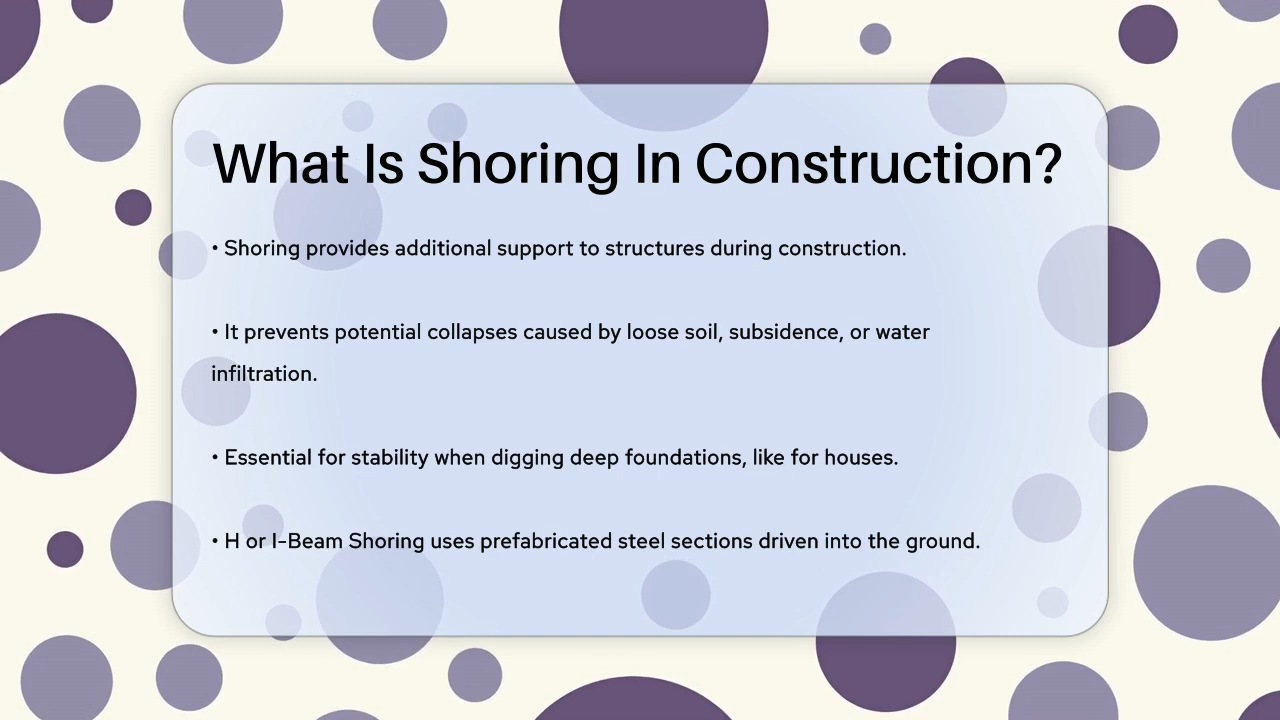 What Is Shoring In Construction?
• Shoring provides additional support to structures during construction.
• It prevents potential collapses caused by loose soil, subsidence, or water
infiltration.
• Essential for stability when digging deep foundations, like for houses.
• H or I-Beam Shoring uses prefabricated steel sections driven into the ground.